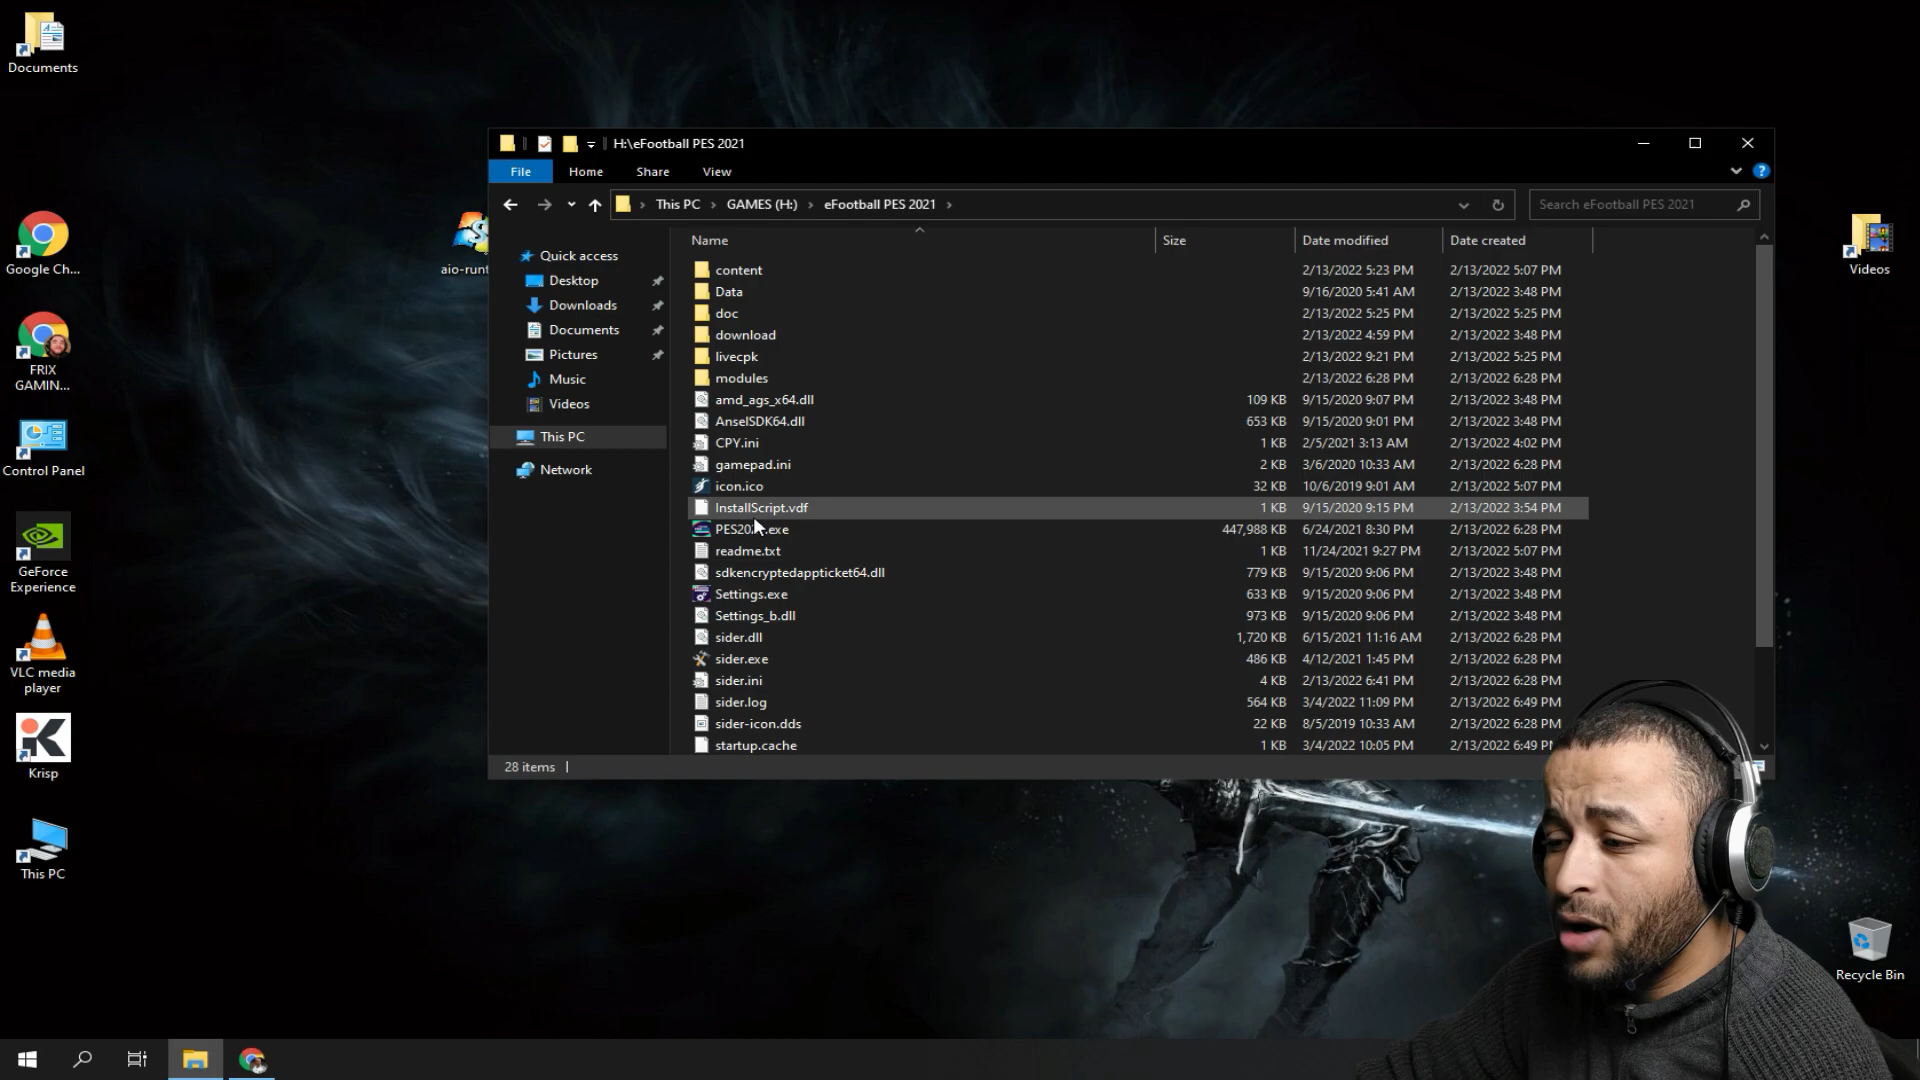 Documents
Google Ch...
FRIX
GAMIN...
Control Panel
GeForce
Experience
VLC media
player
Krisp
This PC
aio-runt
H:\eFootball PES 2021
File Home Share View
This PC > GAMES (H:) > eFootball PES 2021 >
Search eFootball PES 2021
Quick access
Desktop
Downloads
Documents
Pictures
Music
Videos
This PC
Network
Name Size Date modified Date created
content 2/13/2022 5:23 PM 2/13/2022 5:07 PM
Data 9/16/2020 5:41 AM 2/13/2022 3:48 PM
doc 2/13/2022 5:25 PM 2/13/2022 5:25 PM
download 2/13/2022 4:59 PM 2/13/2022 3:48 PM
livecpk 2/13/2022 9:21 PM 2/13/2022 5:25 PM
modules 2/13/2022 6:28 PM 2/13/2022 6:28 PM
amd_ags_x64.dll 109 KB 9/15/2020 9:07 PM 2/13/2022 3:48 PM
AnselSDK64.dll 653 KB 9/15/2020 9:01 PM 2/13/2022 3:48 PM
CPY.ini 1 KB 2/5/2021 3:13 AM 2/13/2022 4:02 PM
gamepad.ini 2 KB 3/6/2020 10:33 AM 2/13/2022 6:28 PM
icon.ico 32 KB 10/6/2019 9:01 AM 2/13/2022 5:07 PM
InstallScript.vdf 1 KB 9/15/2020 9:15 PM 2/13/2022 3:54 PM
.exe 447,988 KB 6/24/2021 8:30 PM 2/13/2022 6:28 PM
readme.txt 1 KB 11/24/2021 9:27 PM 2/13/2022 5:07 PM
sdkencryptedappticket64.dll 779 KB 9/15/2020 9:06 PM 2/13/2022 3:48 PM
Settings.exe 633 KB 9/15/2020 9:06 PM 2/13/2022 3:48 PM
Settings_b.dll 973 KB 9/15/2020 9:06 PM 2/13/2022 3:48 PM
sider.dll 1,720 KB 6/15/2021 11:16 AM 2/13/2022 6:28 PM
sider.exe 486 KB 4/12/2021 1:45 PM 2/13/2022 6:28 PM
sider.ini 4 KB 2/13/2022 6:41 PM 2/13/2022 6:28 PM
sider.log 564 KB 3/4/2022 11:09 PM 2/13/2022 6:49 PM
sider-icon.dds 22 KB 8/5/2019 10:33 AM 2/13/2022 6:28 PM
startup.cache 1 KB 3/4/2022 10:05 PM 2/13/2022 6:49
28 items
Videos
Recycle Bin